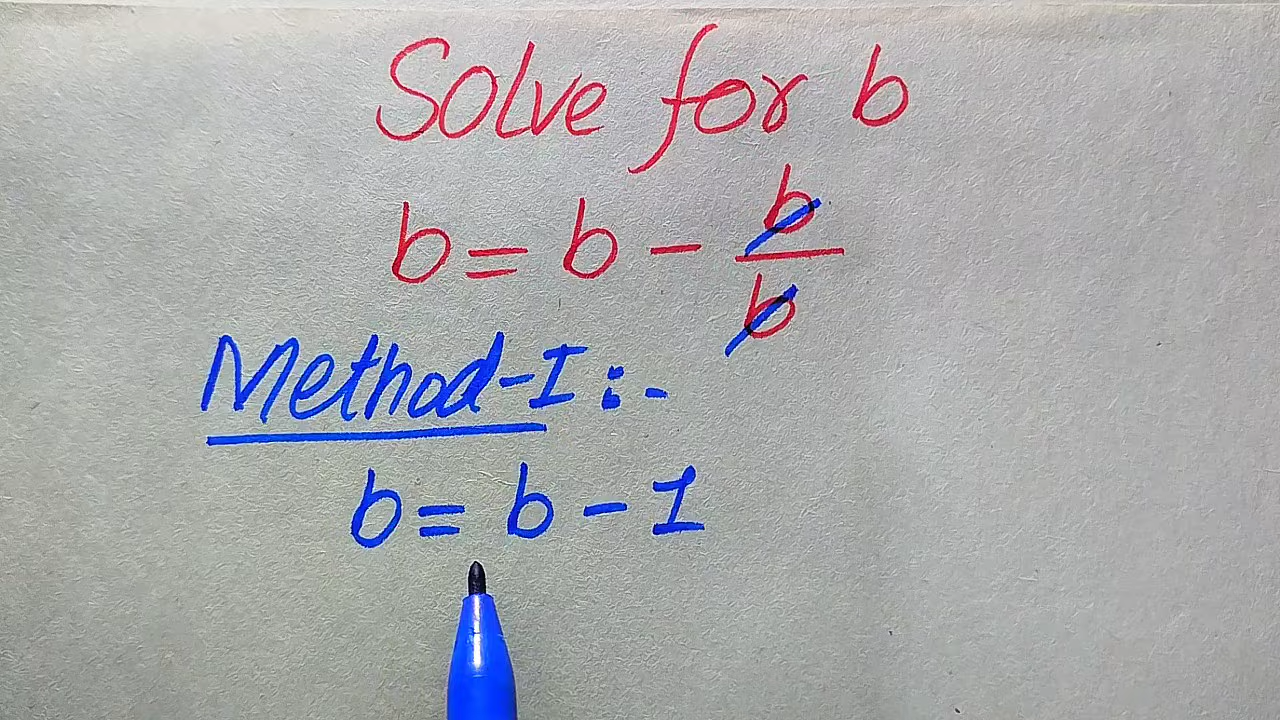 Solve for b
b = b - b/b
Method-I :-
b = b - 1